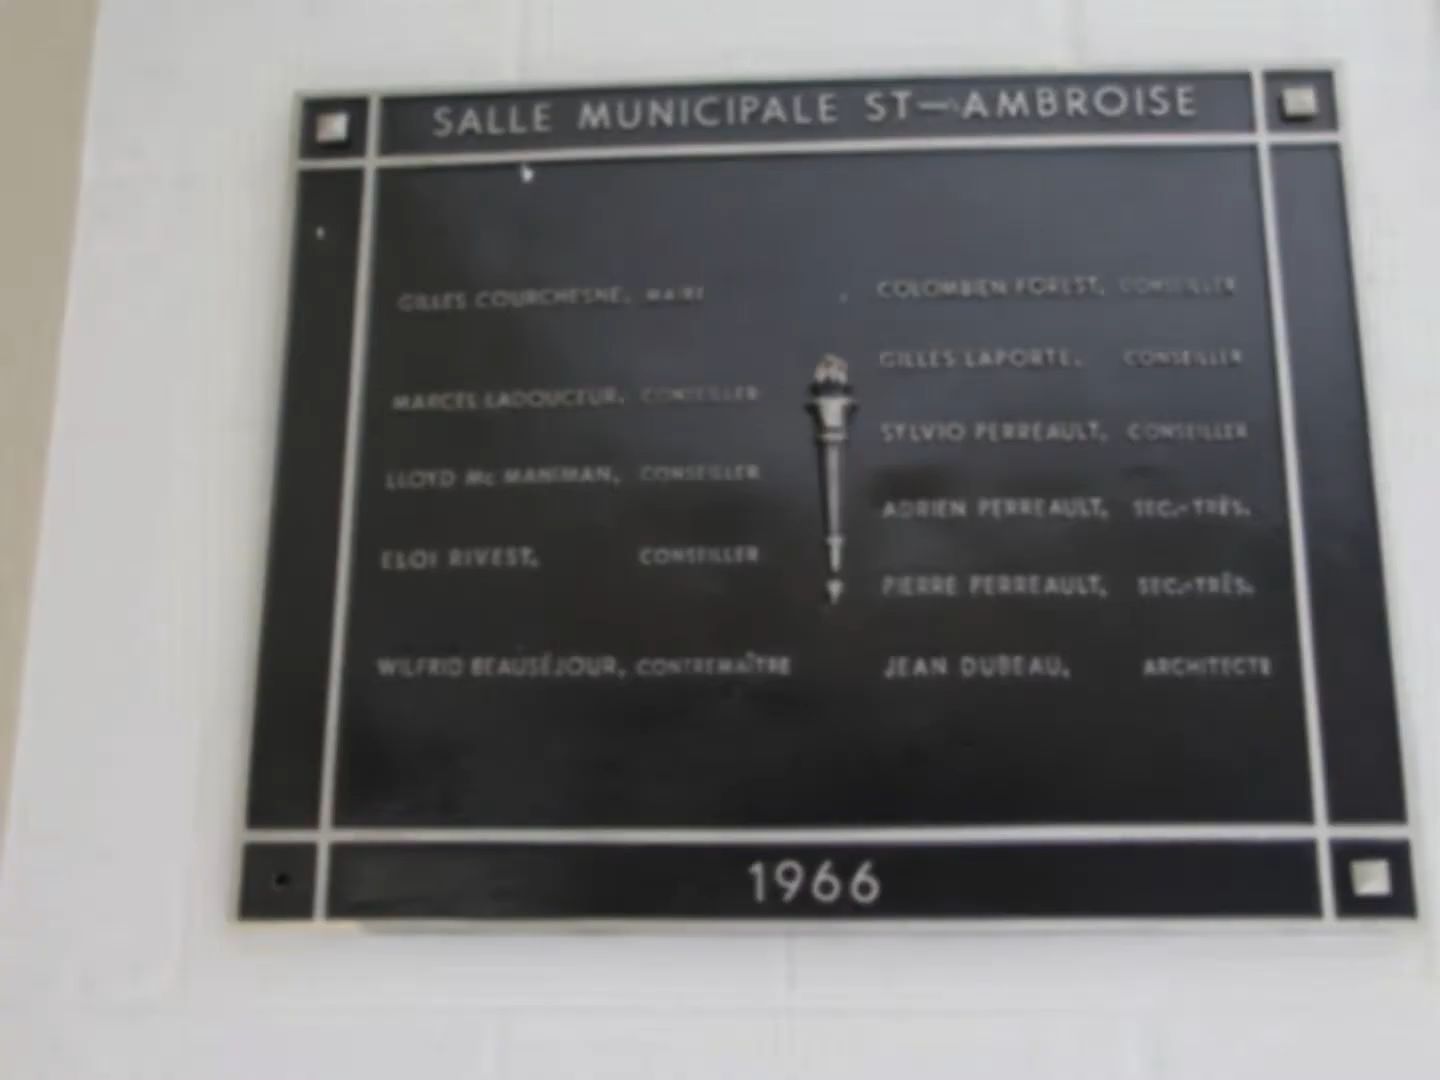 SALLE MUNICIPALE ST-AMBROISE
GILLES COURCHESNE, MAIRE
MARCEL LADOUCEUR, CONSEILLER
LLOYD Mc MANIMAN, CONSEILLER
ELOI RIVEST, CONSEILLER
WILFRID BEAUSÉJOUR, CONTREMAÎTRE
COLOMBIEN FOREST, CONSEILLER
GILLES LAPORTE, CONSEILLER
SYLVIO PERREAULT, CONSEILLER
ADRIEN PERREAULT, SEC.-TRÈS.
PIERRE PERREAULT, SEC.-TRÈS.
JEAN DUBEAU, ARCHITECTE
1966